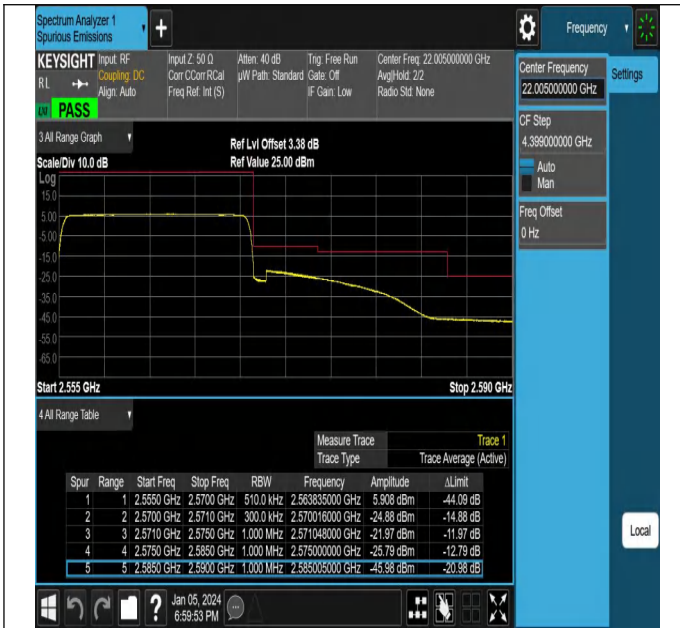 Spectrum Analyzer 1
Spurious Emissions
Frequency
KEYSIGHT
RL
Input: RF
Coupling: DC
Align: Auto
Input Z: 50 Ω
Corr CCorr RCal
Freq Ref: Int (S)
Atten: 40 dB
µW Path: Standard
Trig: Free Run
Gate: Off
IF Gain: Low
Center Freq: 22.005000000 GHz
Avg|Hold: 2/2
Radio Std: None
PASS
Center Frequency
22.005000000 GHz
Settings
CF Step
4.399000000 GHz
Auto
Man
Freq Offset
0 Hz
Local
3 All Range Graph
Scale/Div 10.0 dB
Ref Lvl Offset 3.38 dB
Ref Value 25.00 dBm
Log
15.0
5.00
-5.00
-15.0
-25.0
-35.0
-45.0
-55.0
-65.0
Start 2.555 GHz
Stop 2.590 GHz
4 All Range Table
Measure Trace Trace 1
Trace Type Trace Average (Active)
Spur Range Start Freq Stop Freq RBW Frequency Amplitude ΔLimit
1 1 2.5550 GHz 2.5700 GHz 510.0 kHz 2.563835000 GHz 5.908 dBm -44.09 dB
2 2 2.5700 GHz 2.5710 GHz 300.0 kHz 2.570016000 GHz -24.88 dBm -14.88 dB
3 3 2.5710 GHz 2.5750 GHz 1.000 MHz 2.571048000 GHz -21.97 dBm -11.97 dB
4 4 2.5750 GHz 2.5850 GHz 1.000 MHz 2.575000000 GHz -25.79 dBm -12.79 dB
5 5 2.5850 GHz 2.5900 GHz 1.000 MHz 2.585005000 GHz -45.98 dBm -20.98 dB
?
Jan 05, 2024
6:59:53 PM